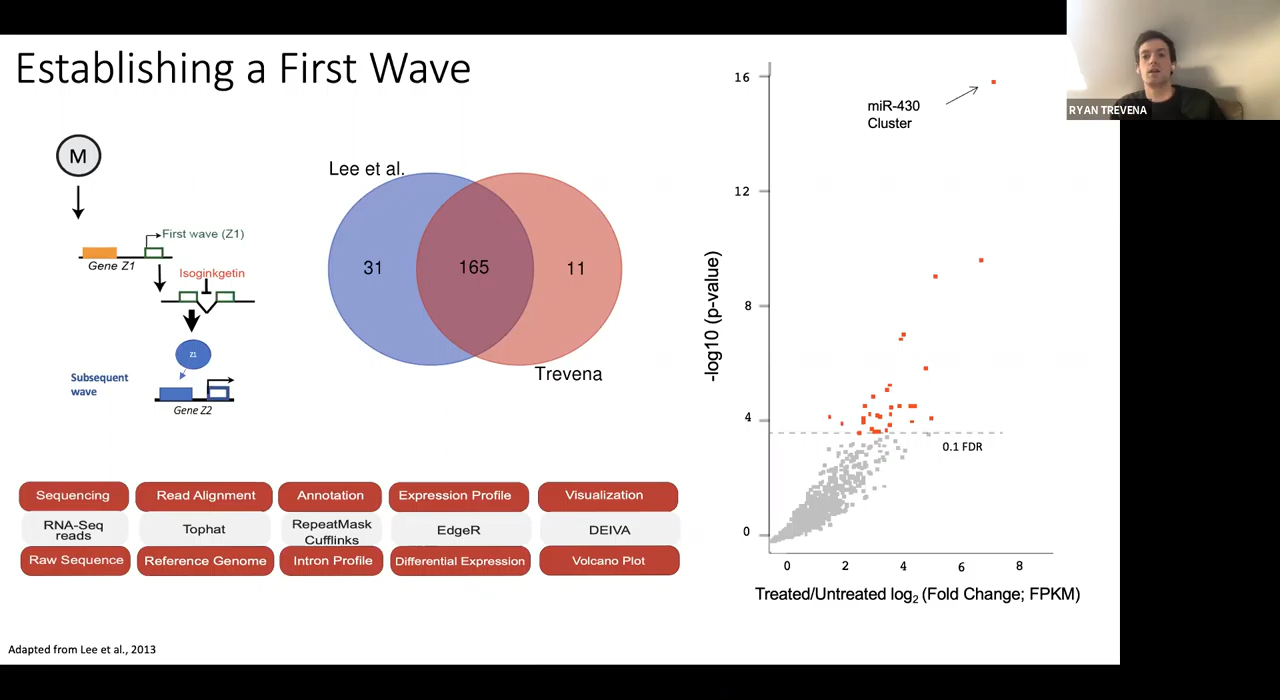 Establishing a First Wave
RYAN TREVENA
M
First wave (Z1)
Gene Z1
Isoginkgetin
Z1
Subsequent
wave
Gene Z2
Lee et al.
31
165
11
Trevena
16
12
8
4
0
-log10 (p-value)
miR-430
Cluster
0.1 FDR
0
2
4
6
8
Treated/Untreated log2 (Fold Change; FPKM)
Sequencing
Read Alignment
Annotation
Expression Profile
Visualization
RNA-Seq
reads
Tophat
RepeatMask
Cufflinks
EdgeR
DEIVA
Raw Sequence
Reference Genome
Intron Profile
Differential Expression
Volcano Plot
Adapted from Lee et al., 2013